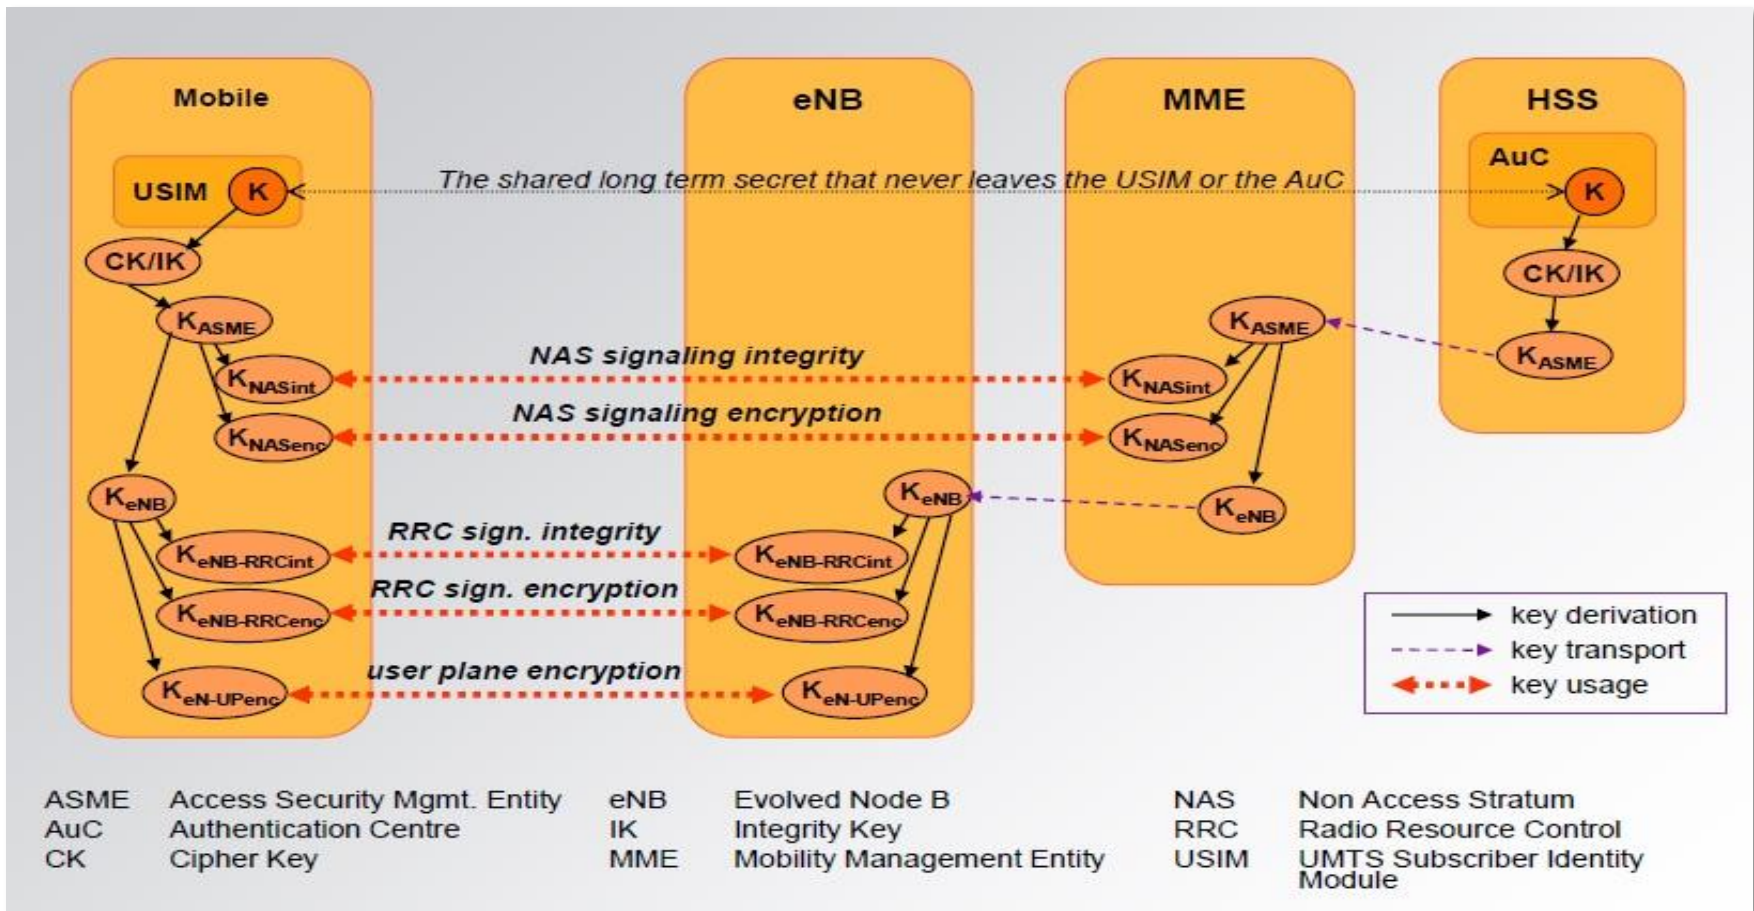 Mobile
eNB
MME
HSS
AuC
USIM
K
The shared long term secret that never leaves the USIM or the AuC
K
CK/IK
CK/IK
KASME
KASME
KASME
NAS signaling integrity
KNASint
KNASint
NAS signaling encryption
KNASenc
KNASenc
KeNB
KeNB
KeNB
RRC sign. integrity
KeNB-RRCint
KeNB-RRCint
RRC sign. encryption
KeNB-RRCenc
KeNB-RRCenc
user plane encryption
KeN-UPenc
KeN-UPenc
key derivation
key transport
key usage
ASME Access Security Mgmt. Entity
AuC Authentication Centre
CK Cipher Key
eNB Evolved Node B
IK Integrity Key
MME Mobility Management Entity
NAS Non Access Stratum
RRC Radio Resource Control
USIM UMTS Subscriber Identity
Module